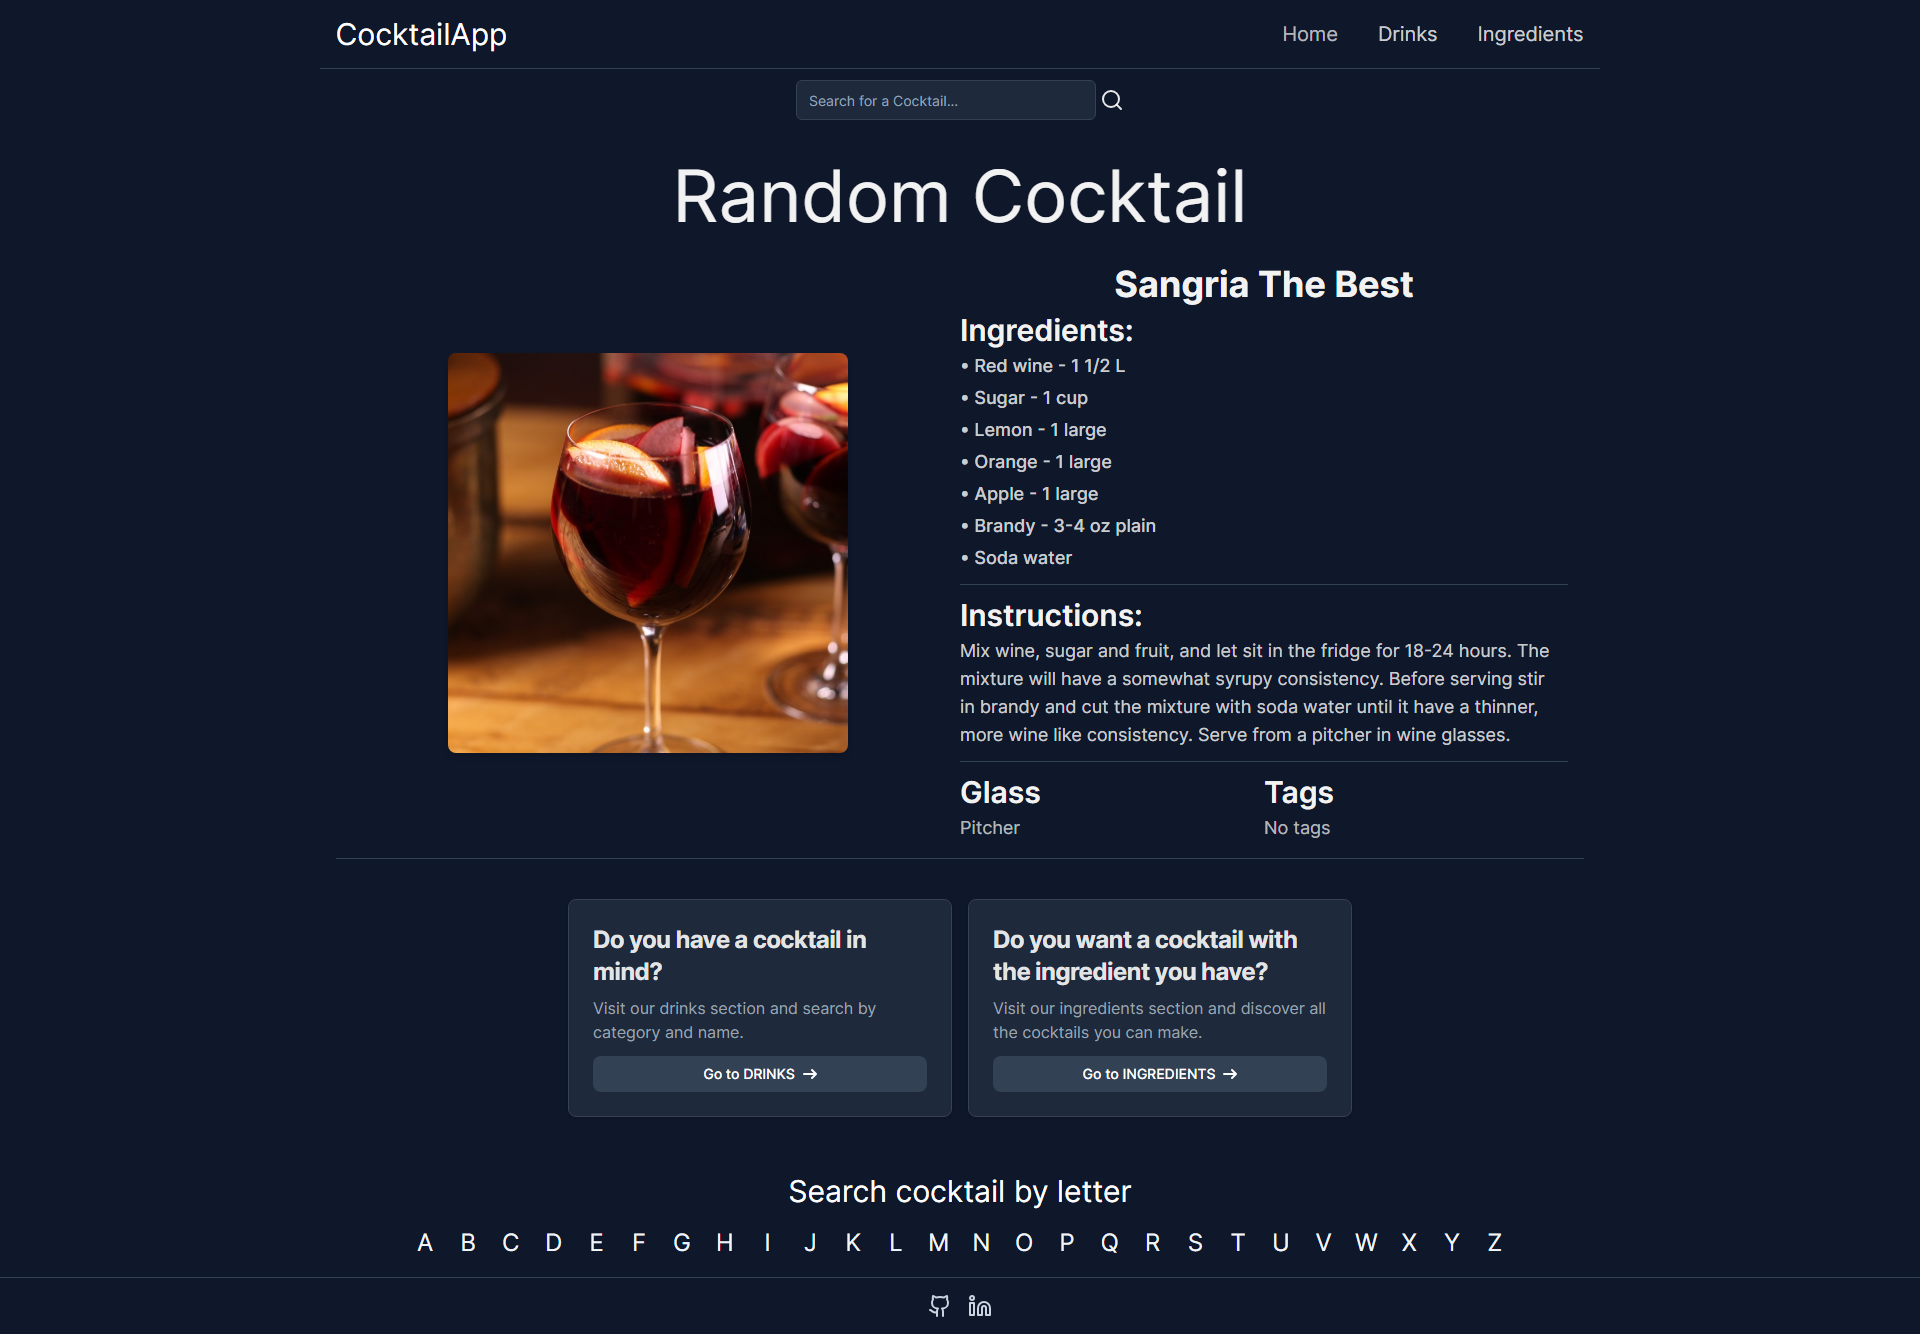 CocktailApp
Home
Drinks
Ingredients
Search for a Cocktail...
Random Cocktail
Sangria The Best
Ingredients:
• Red wine - 1 1/2 L
• Sugar - 1 cup
• Lemon - 1 large
• Orange - 1 large
• Apple - 1 large
• Brandy - 3-4 oz plain
• Soda water
Instructions:
Mix wine, sugar and fruit, and let sit in the fridge for 18-24 hours. The
mixture will have a somewhat syrupy consistency. Before serving stir
in brandy and cut the mixture with soda water until it have a thinner,
more wine like consistency. Serve from a pitcher in wine glasses.
Glass
Pitcher
Tags
No tags
Do you have a cocktail in
mind?
Visit our drinks section and search by
category and name.
Go to DRINKS →
Do you want a cocktail with
the ingredient you have?
Visit our ingredients section and discover all
the cocktails you can make.
Go to INGREDIENTS →
Search cocktail by letter
A B C D E F G H I J K L M N O P Q R S T U V W X Y Z